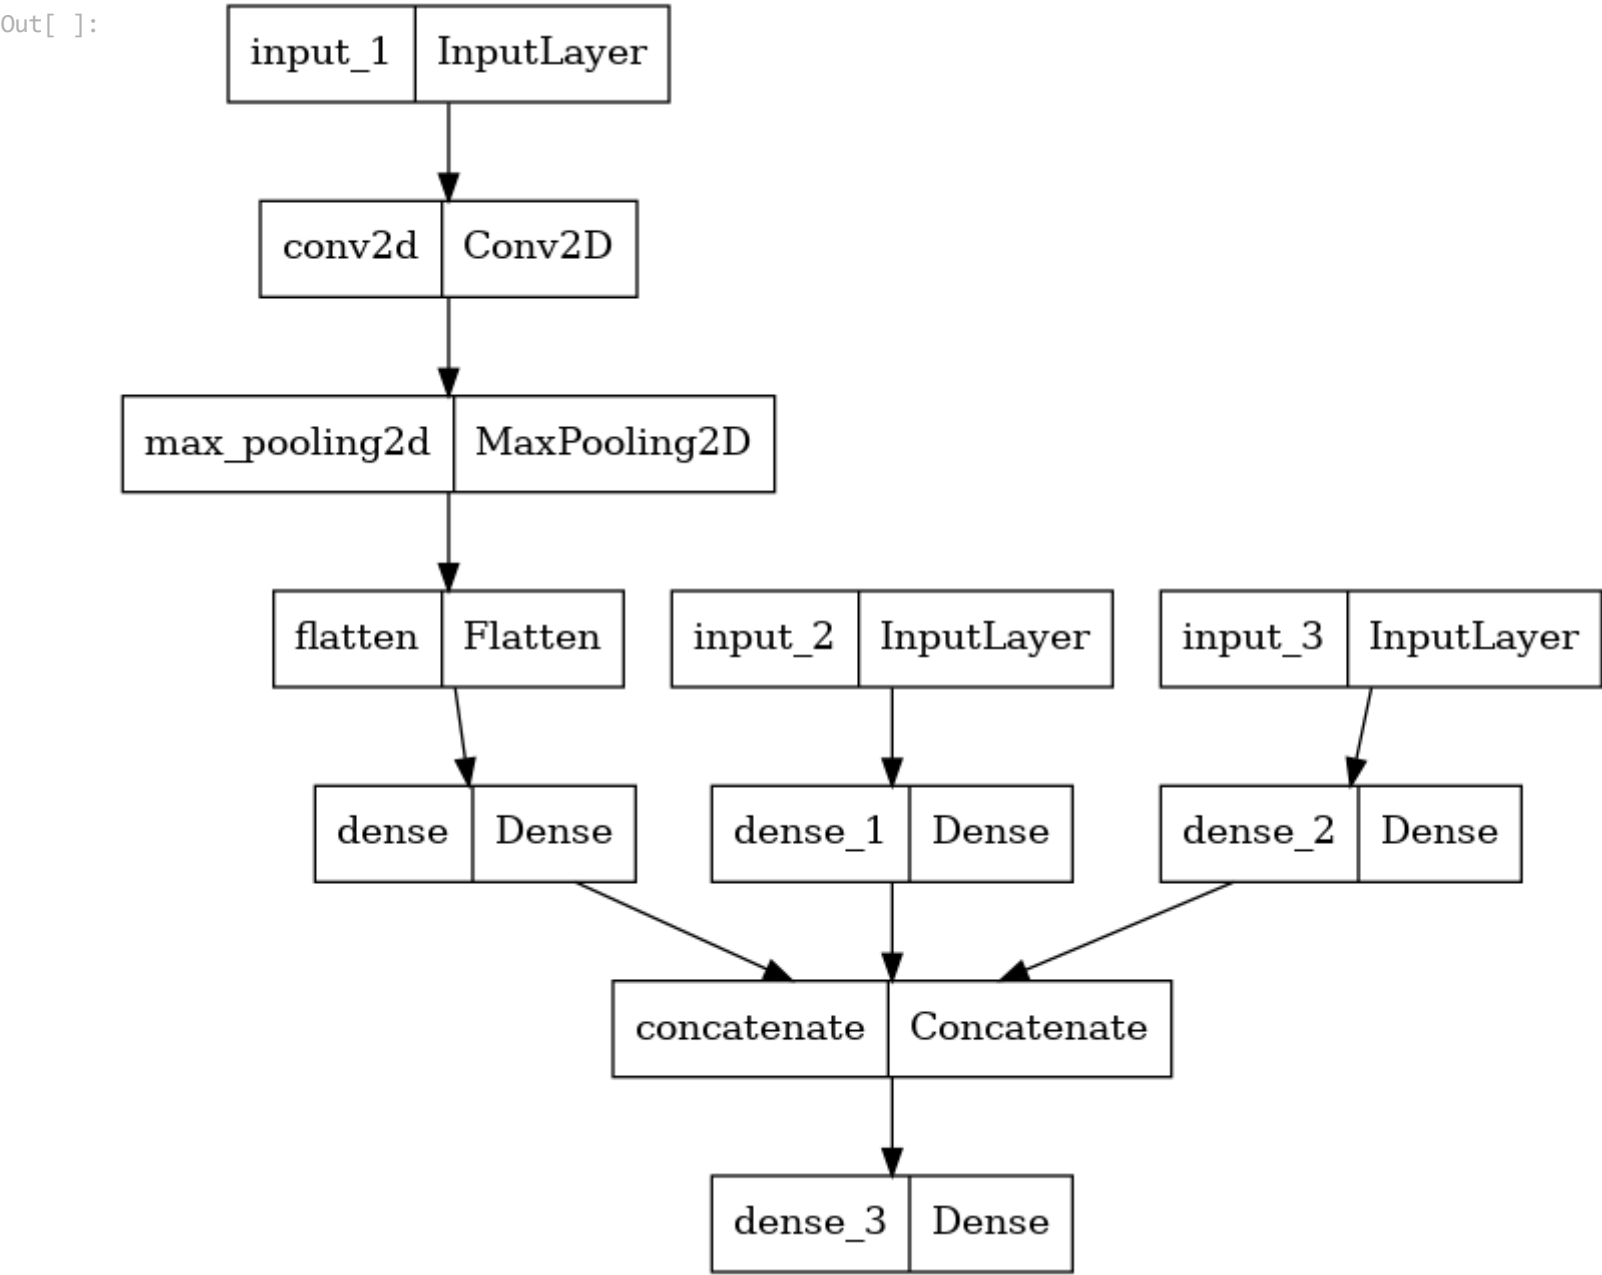 Out[ ]:
input_1 InputLayer
conv2d Conv2D
max_pooling2d MaxPooling2D
flatten Flatten
input_2 InputLayer
input_3 InputLayer
dense Dense
dense_1 Dense
dense_2 Dense
concatenate Concatenate
dense_3 Dense